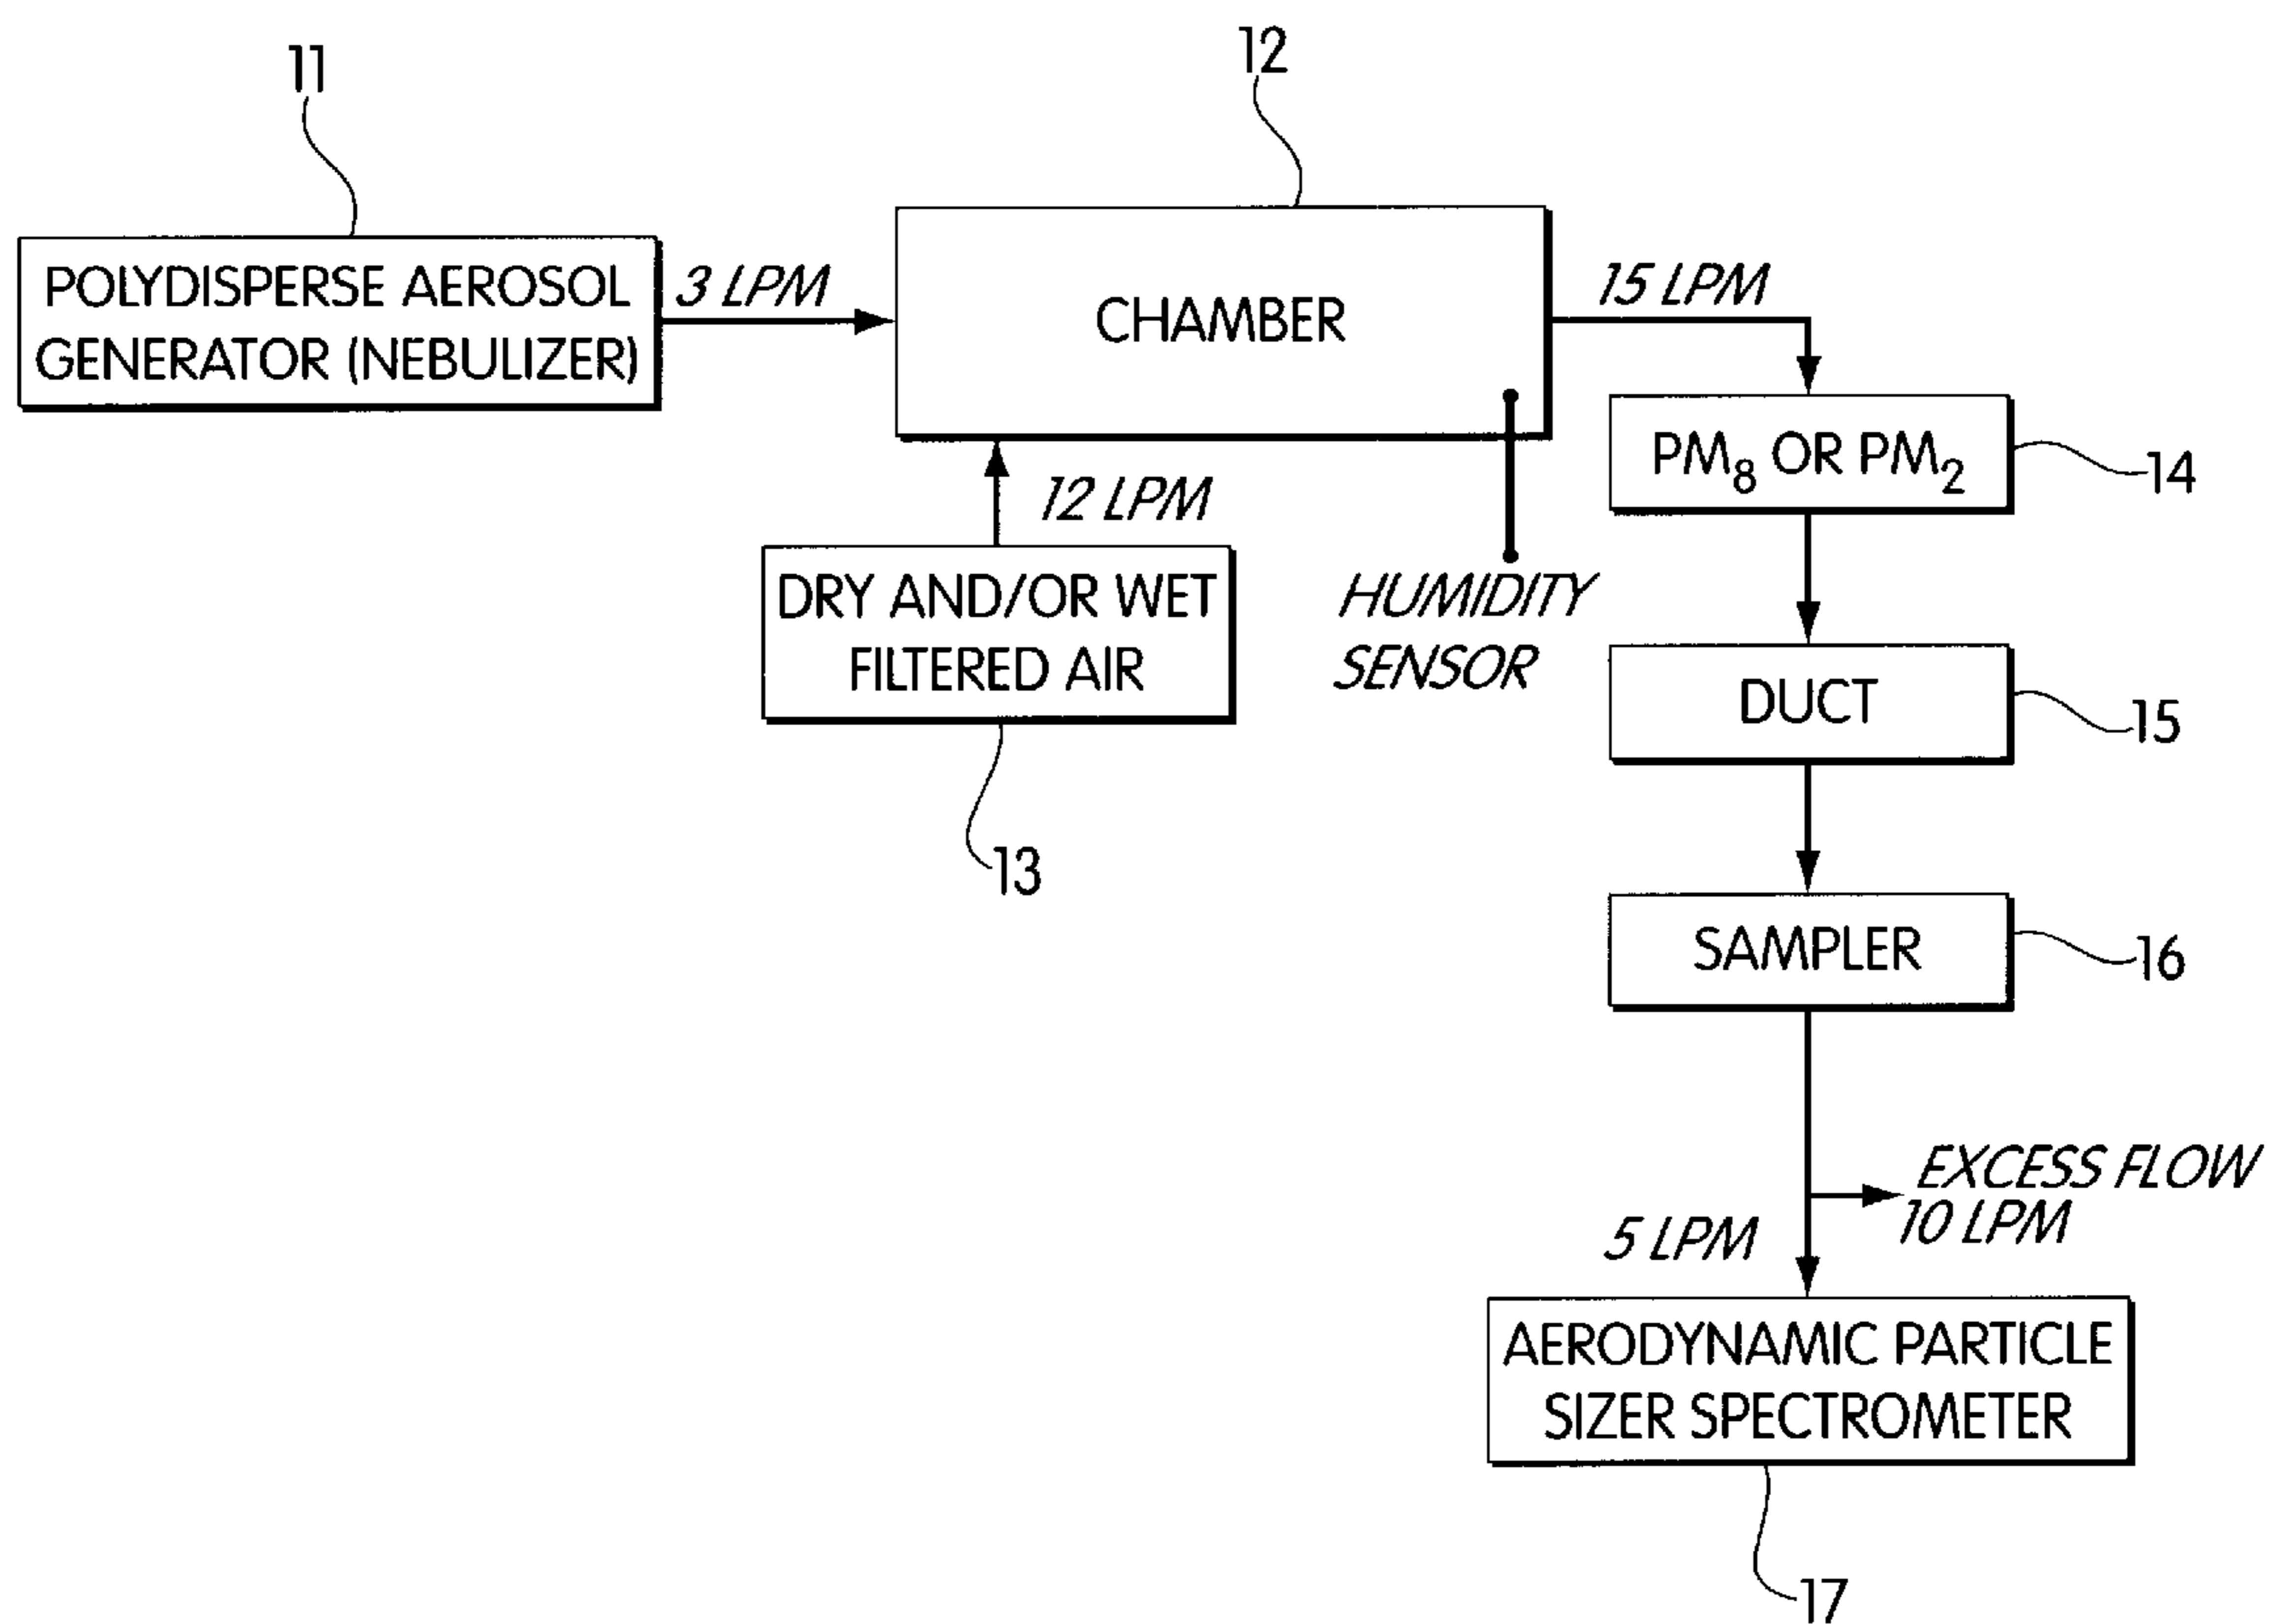 11
12
POLYDISPERSE AEROSOL
GENERATOR (NEBULIZER)
3 LPM
CHAMBER
15 LPM
PM₈ OR PM₂
14
12 LPM
DRY AND/OR WET
FILTERED AIR
13
HUMIDITY
SENSOR
DUCT
15
SAMPLER
16
EXCESS FLOW
10 LPM
5 LPM
AERODYNAMIC PARTICLE
SIZER SPECTROMETER
17